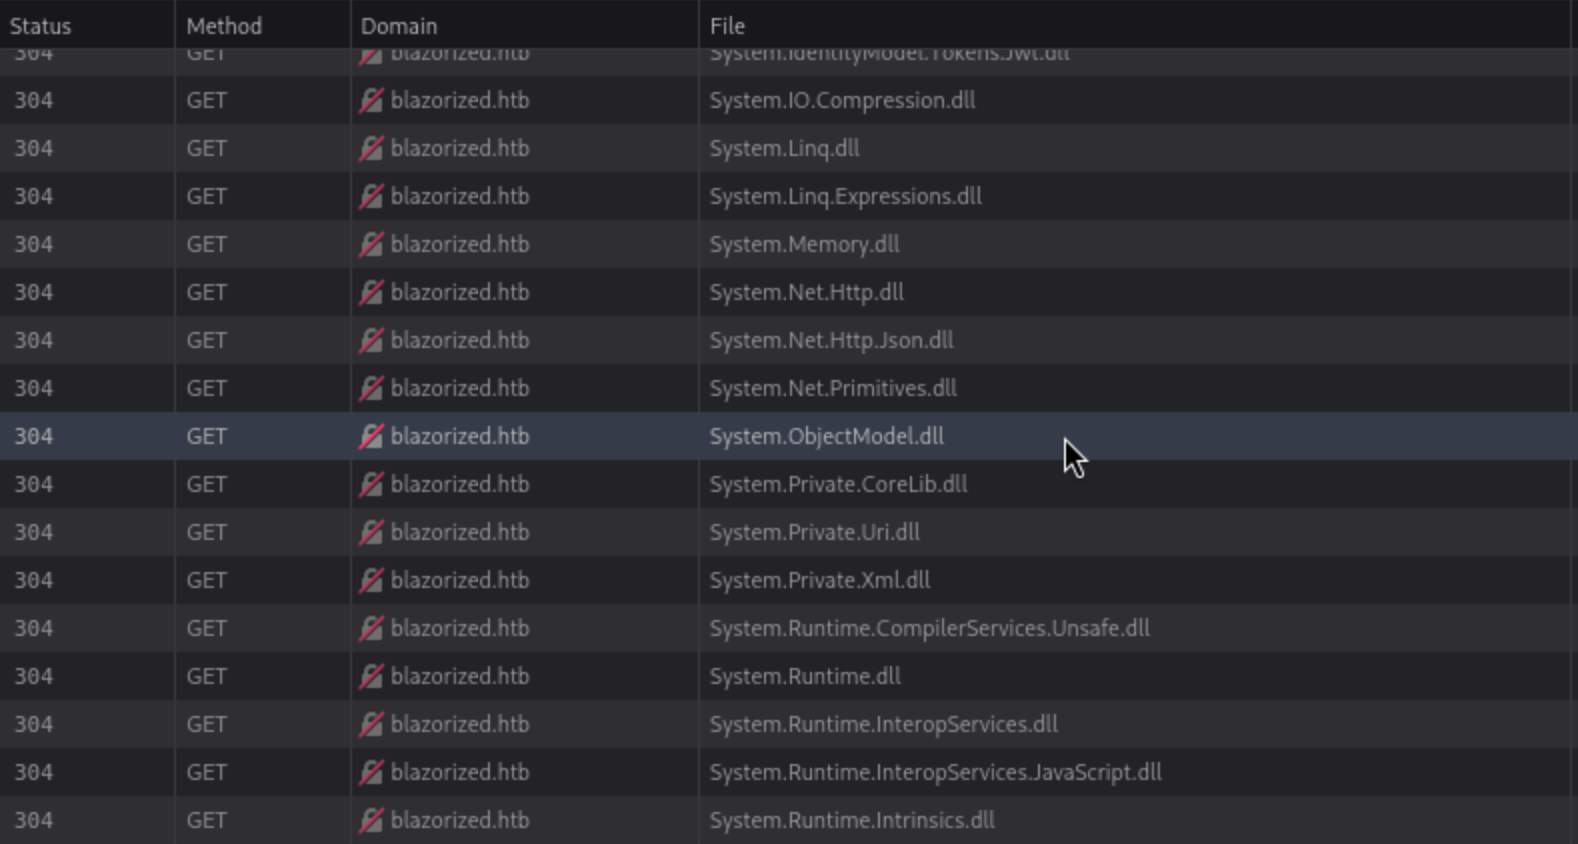 Status Method Domain File
304 GET blazorized.htb System.IdentityModel.Tokens.Jwt.dll
304 GET blazorized.htb System.IO.Compression.dll
304 GET blazorized.htb System.Linq.dll
304 GET blazorized.htb System.Linq.Expressions.dll
304 GET blazorized.htb System.Memory.dll
304 GET blazorized.htb System.Net.Http.dll
304 GET blazorized.htb System.Net.Http.Json.dll
304 GET blazorized.htb System.Net.Primitives.dll
304 GET blazorized.htb System.ObjectModel.dll
304 GET blazorized.htb System.Private.CoreLib.dll
304 GET blazorized.htb System.Private.Uri.dll
304 GET blazorized.htb System.Private.Xml.dll
304 GET blazorized.htb System.Runtime.CompilerServices.Unsafe.dll
304 GET blazorized.htb System.Runtime.dll
304 GET blazorized.htb System.Runtime.InteropServices.dll
304 GET blazorized.htb System.Runtime.InteropServices.JavaScript.dll
304 GET blazorized.htb System.Runtime.Intrinsics.dll